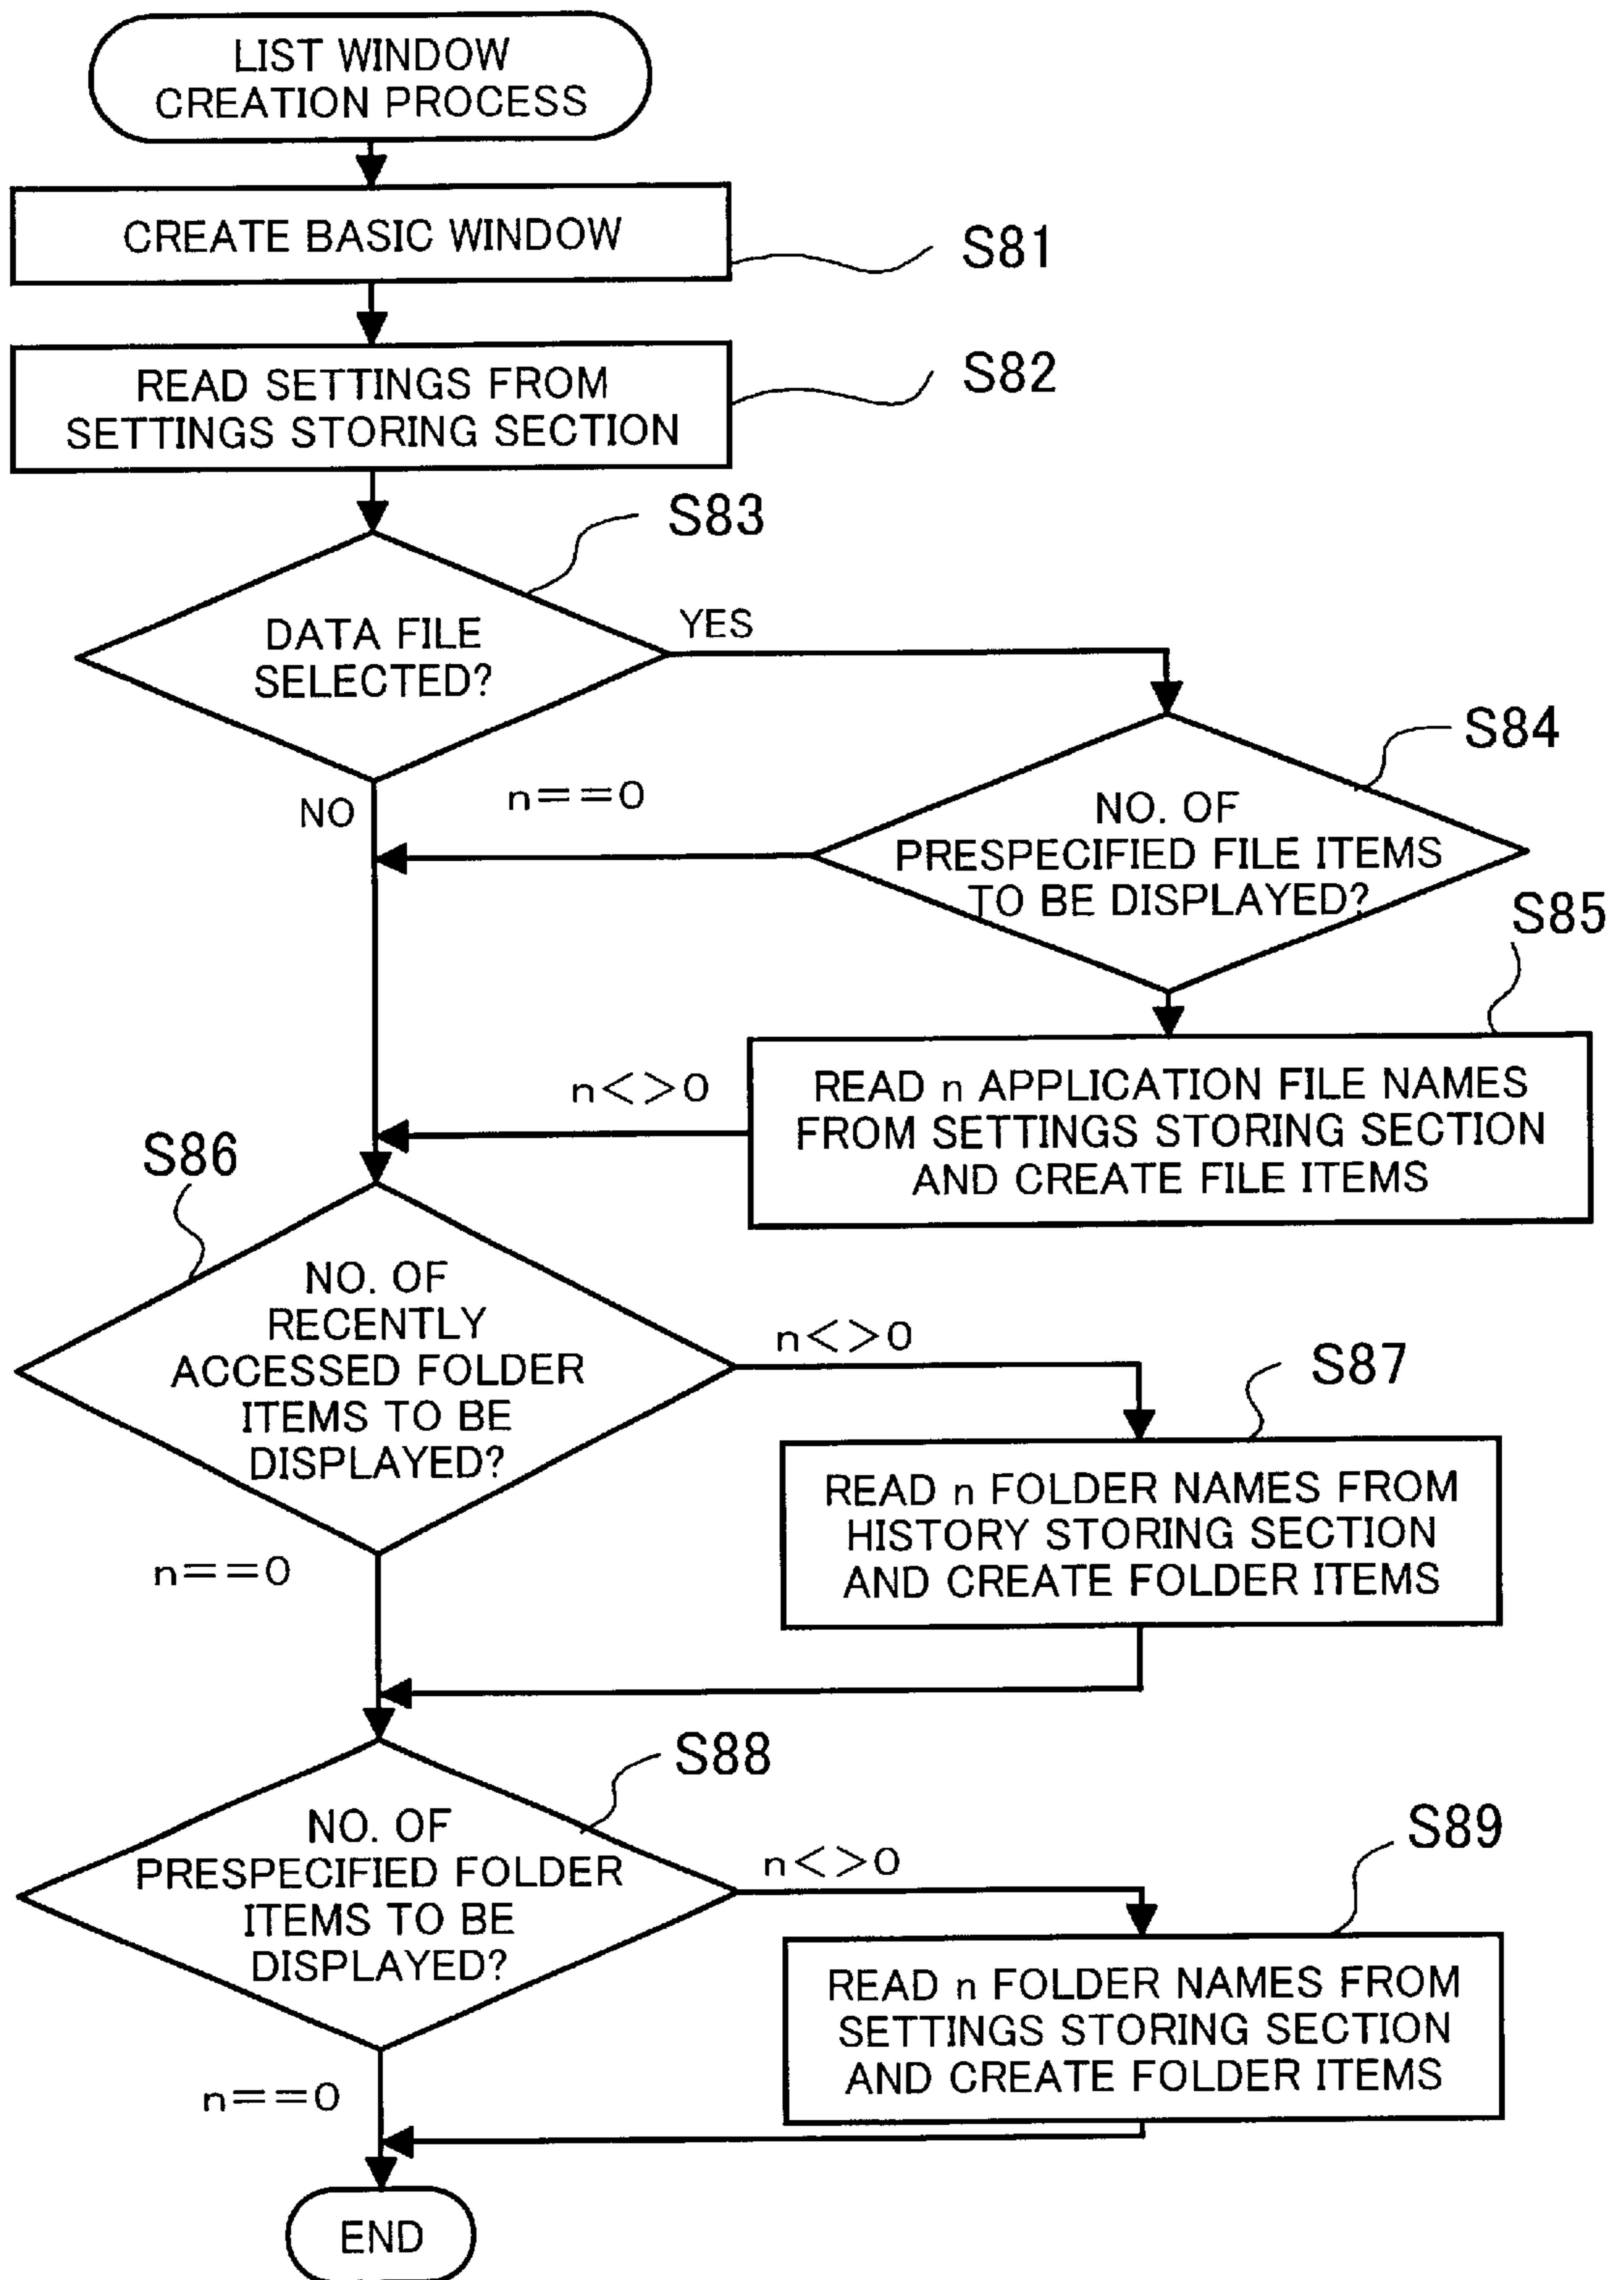 LIST WINDOW
CREATION PROCESS
CREATE BASIC WINDOW
S81
READ SETTINGS FROM
SETTINGS STORING SECTION
S82
S83
DATA FILE
SELECTED?
YES
NO
S84
n==0
NO. OF
PRESPECIFIED FILE ITEMS
TO BE DISPLAYED?
S85
n<>0
READ n APPLICATION FILE NAMES
FROM SETTINGS STORING SECTION
AND CREATE FILE ITEMS
S86
NO. OF
RECENTLY
ACCESSED FOLDER
ITEMS TO BE
DISPLAYED?
n<>0
S87
READ n FOLDER NAMES FROM
HISTORY STORING SECTION
AND CREATE FOLDER ITEMS
n==0
S88
NO. OF
PRESPECIFIED FOLDER
ITEMS TO BE
DISPLAYED?
n<>0
S89
READ n FOLDER NAMES FROM
SETTINGS STORING SECTION
AND CREATE FOLDER ITEMS
n==0
END